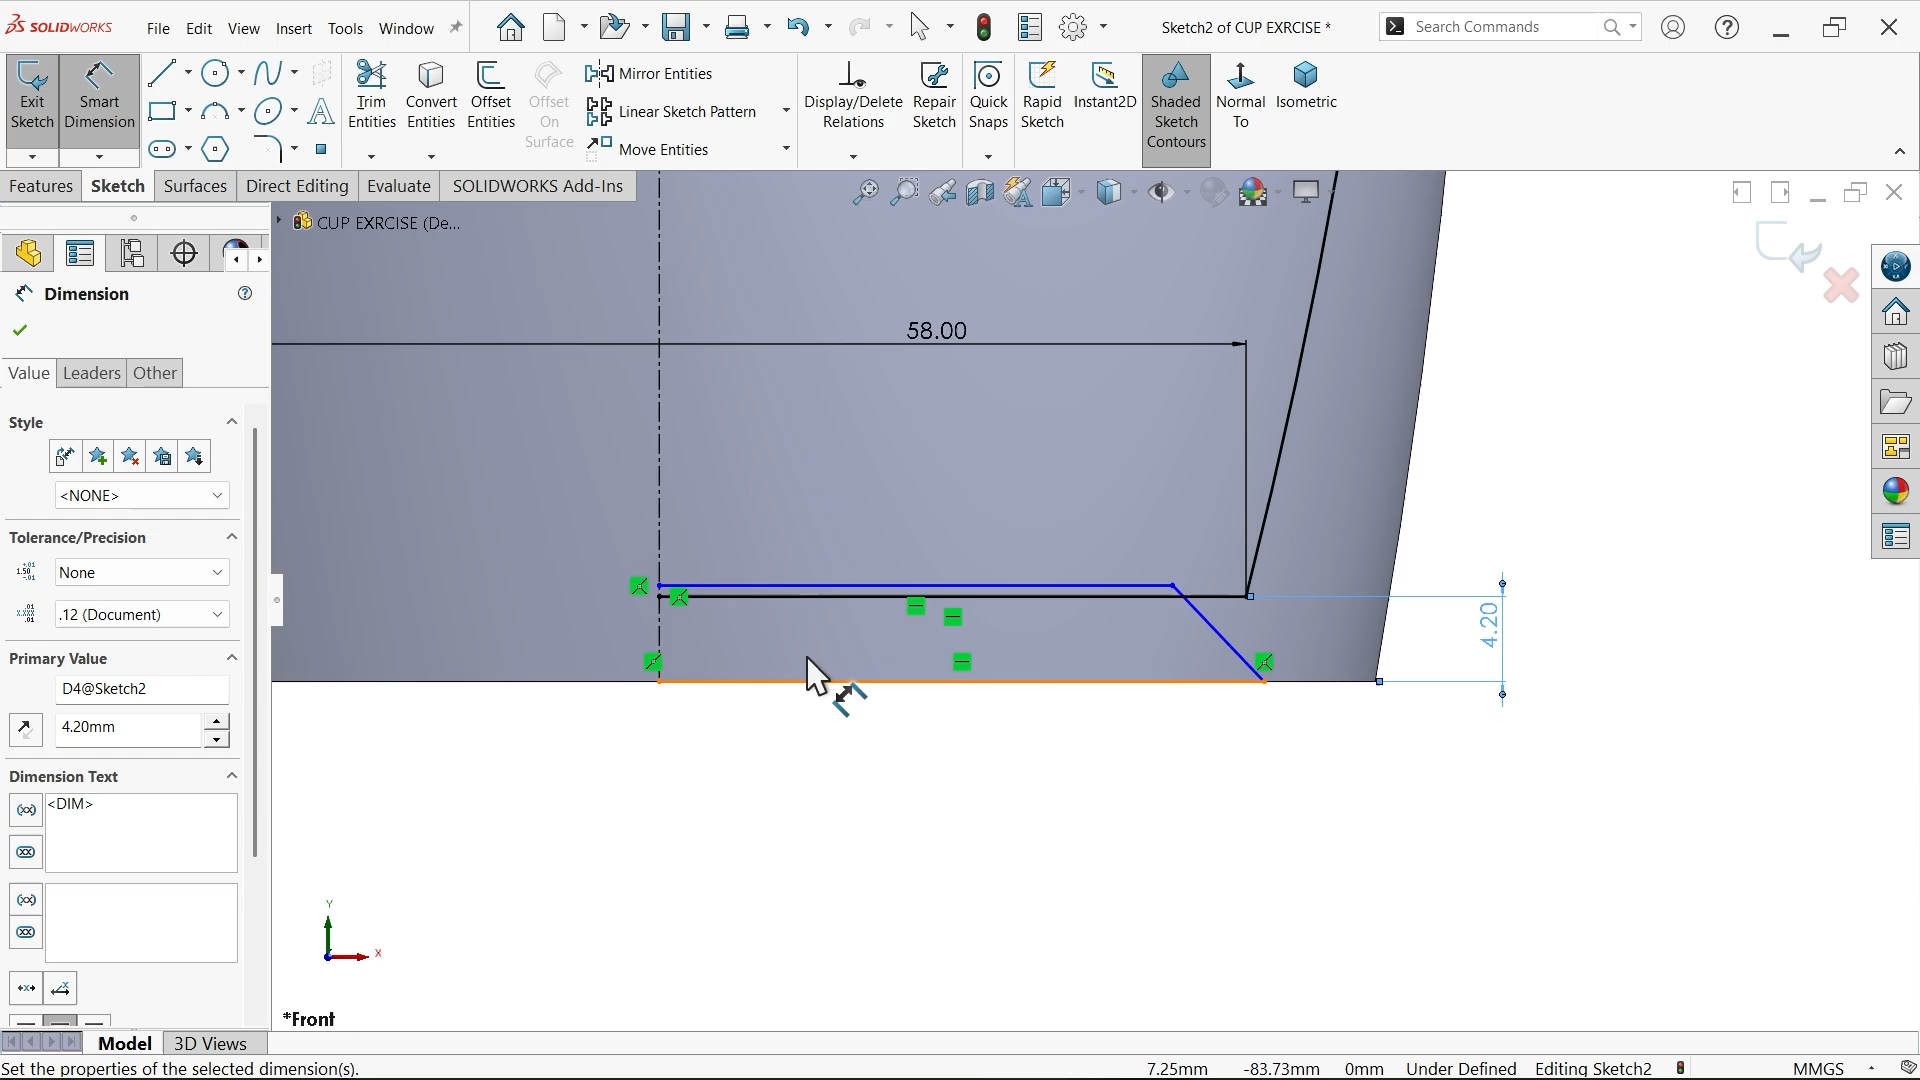 SOLIDWORKS
File Edit View Insert Tools Window
Sketch2 of CUP EXRCISE *
Search Commands
Exit Sketch
Smart Dimension
Trim Entities
Convert Entities
Offset Entities
Offset On Surface
Mirror Entities
Linear Sketch Pattern
Move Entities
Display/Delete Relations
Repair Sketch
Quick Snaps
Rapid Sketch
Instant2D
Shaded Sketch Contours
Normal To
Isometric
Features Sketch Surfaces Direct Editing Evaluate SOLIDWORKS Add-Ins
CUP EXRCISE (De...
Dimension
Value Leaders Other
Style
<NONE>
Tolerance/Precision
None
.12 (Document)
Primary Value
D4@Sketch2
4.20mm
Dimension Text
<DIM>
58.00
4.20
Y
X
*Front
Model 3D Views
Set the properties of the selected dimension(s).
7.25mm -83.73mm 0mm Under Defined Editing Sketch2 MMGS